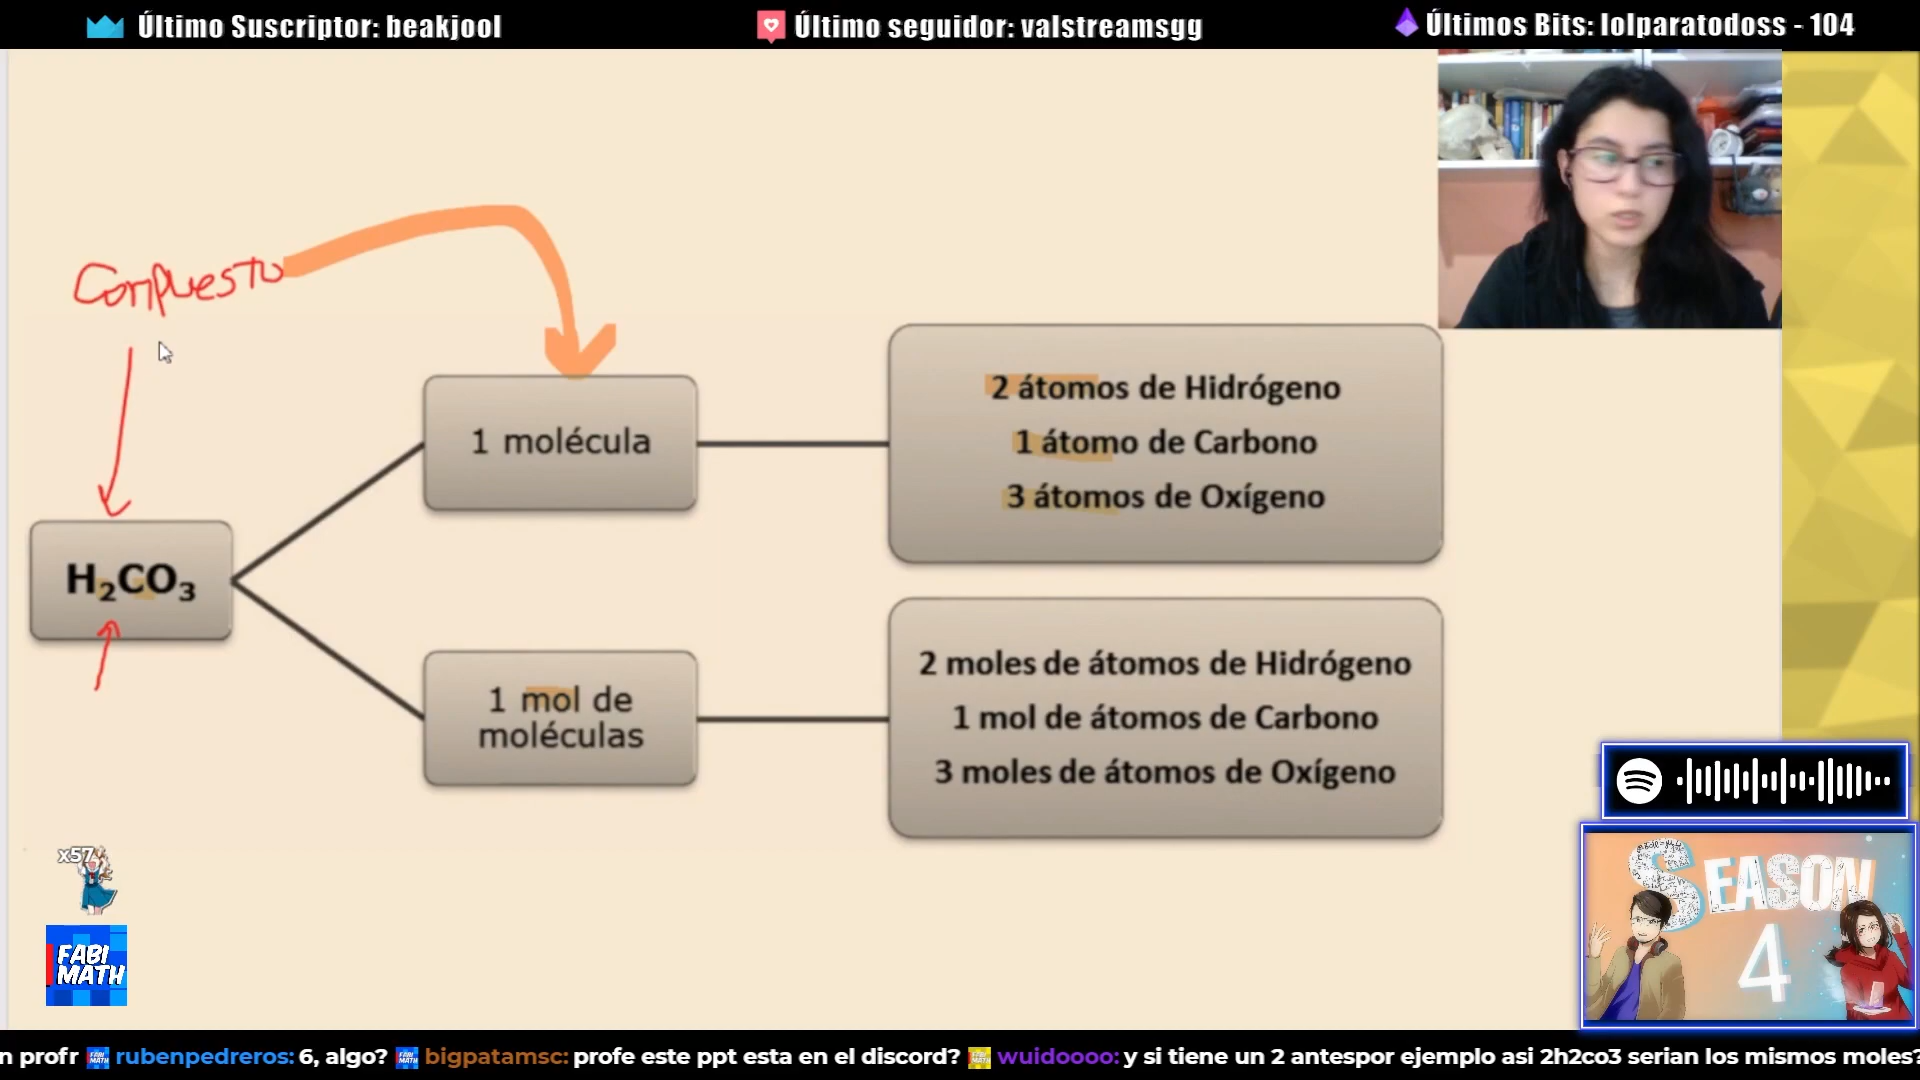 Último Suscriptor: beakjool
Último seguidor: valstreamsgg
Últimos Bits: lolparatodoss - 104
Compuesto
1 molécula
2 átomos de Hidrógeno
1 átomo de Carbono
3 átomos de Oxígeno
H₂CO₃
1 mol de
moléculas
2 moles de átomos de Hidrógeno
1 mol de átomos de Carbono
3 moles de átomos de Oxígeno
x57
FABI
MATH
SEASON
4
n profr rubenpedreros: 6, algo? bigpatamsc: profe este ppt esta en el discord? wuidoooo: y si tiene un 2 antespor ejemplo asi 2h2co3 serian los mismos moles?